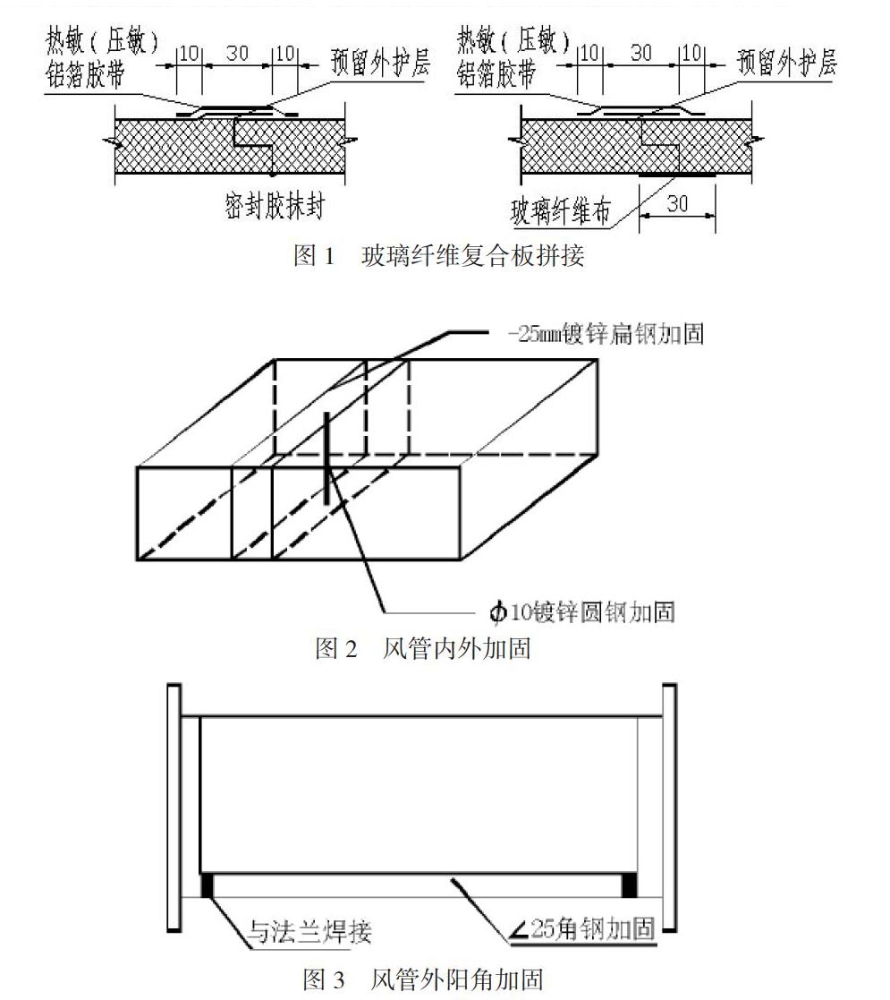 热敏(压敏)
铝箔胶带
10 30 10
预留外护层
密封胶抹封
热敏(压敏)
铝箔胶带
10 30 10
预留外护层
玻璃纤维布
30
图1 玻璃纤维复合板拼接
-25mm镀锌扁钢加固
ϕ10镀锌圆钢加固
图2 风管内外加固
与法兰焊接
∠25角钢加固
图3 风管外阳角加固